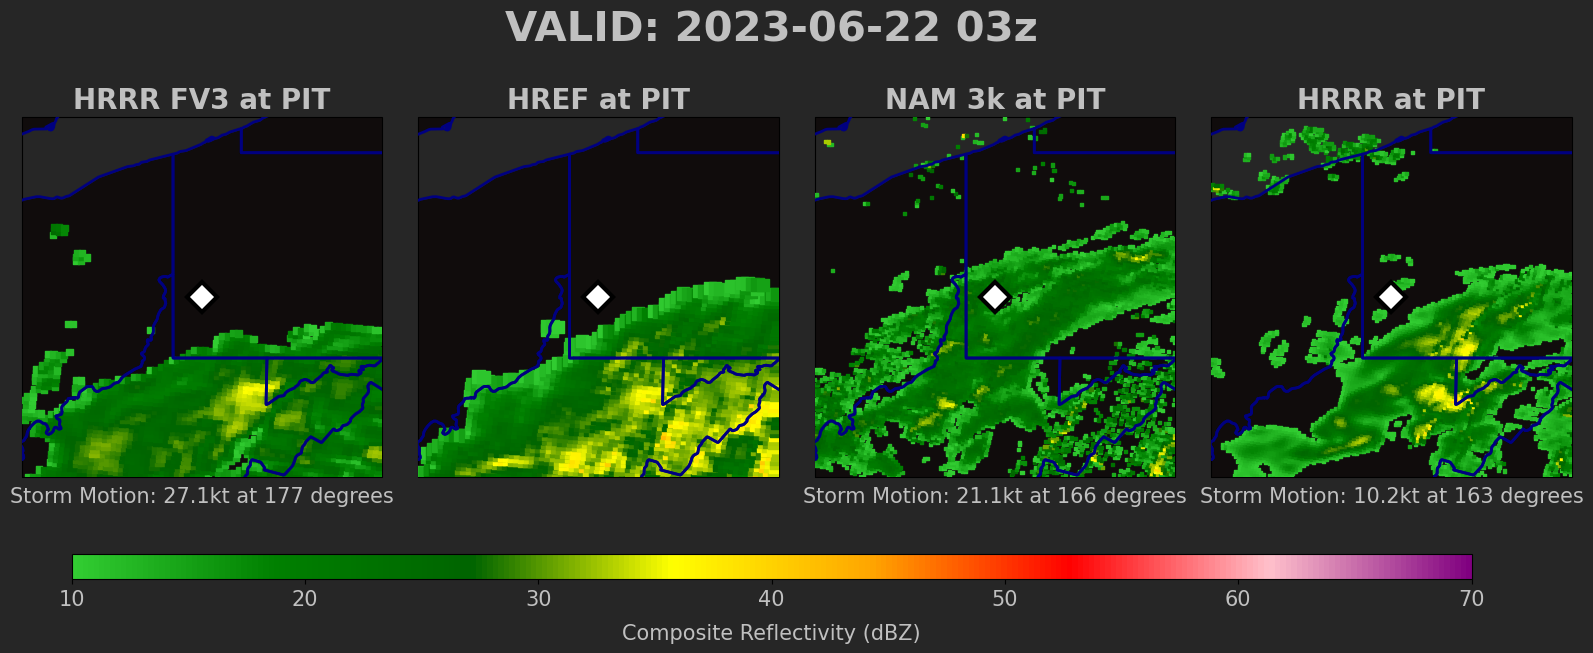 VALID: 2023-06-22 03z
HRRR FV3 at PIT
HREF at PIT
NAM 3k at PIT
HRRR at PIT
Storm Motion: 27.1kt at 177 degrees
Storm Motion: 21.1kt at 166 degrees
Storm Motion: 10.2kt at 163 degrees
10 20 30 40 50 60 70
Composite Reflectivity (dBZ)